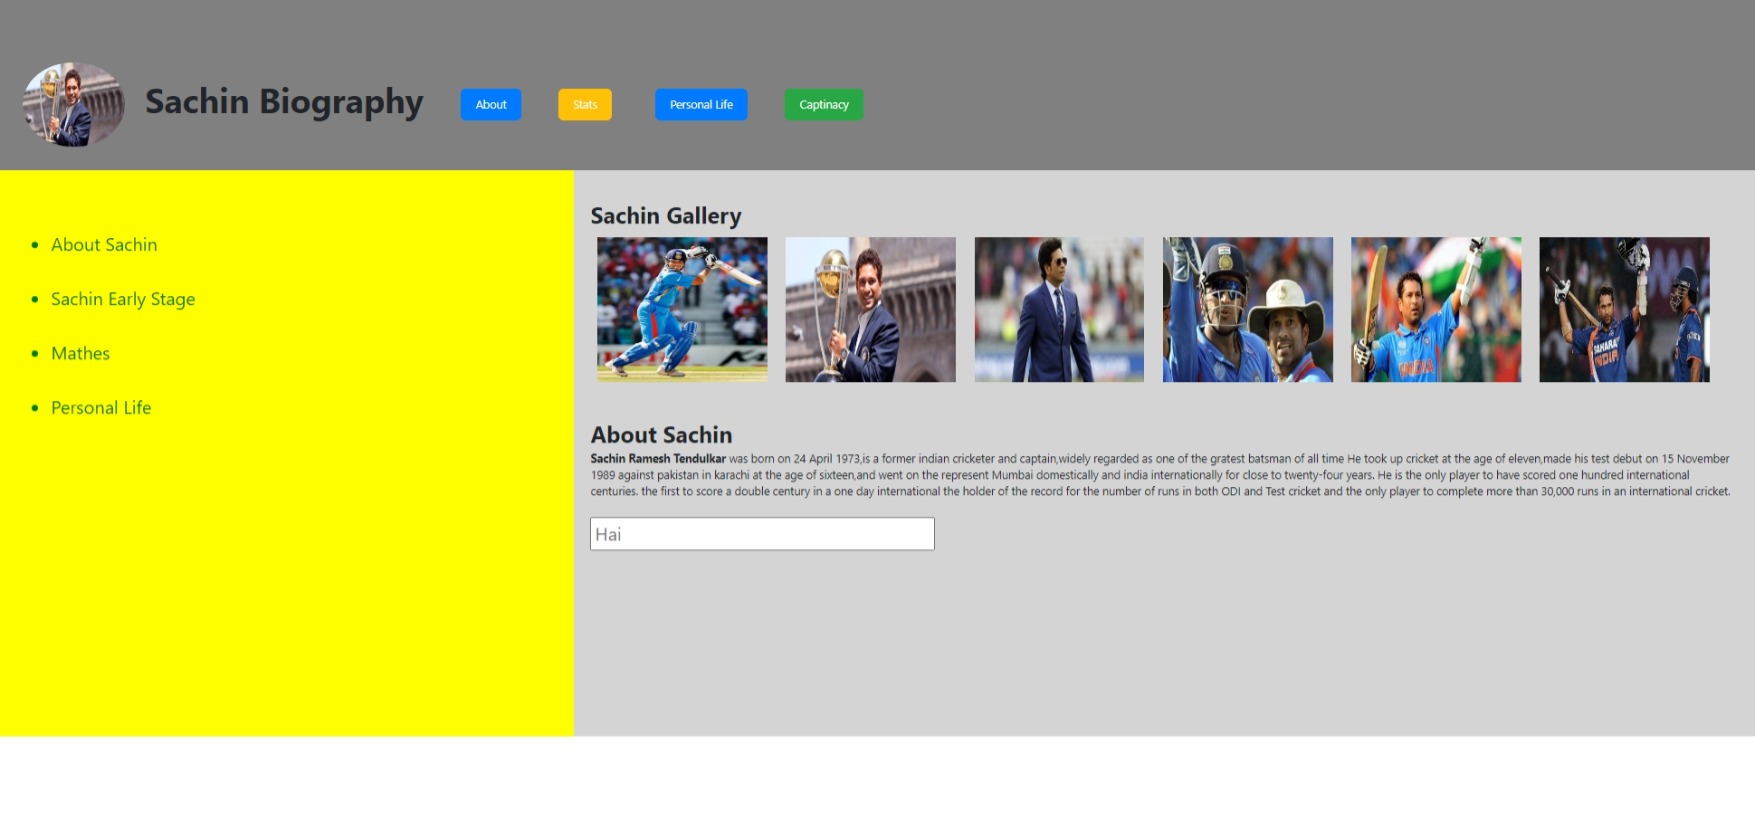 Sachin Biography
About
Stats
Personal Life
Captinacy
About Sachin
Sachin Early Stage
Mathes
Personal Life
Sachin Gallery
SAHARA
INDIA
INDIA
About Sachin
Sachin Ramesh Tendulkar was born on 24 April 1973,is a former indian cricketer and captain,widely regarded as one of the gratest batsman of all time He took up cricket at the age of eleven,made his test debut on 15 November
1989 against pakistan in karachi at the age of sixteen,and went on the represent Mumbai domestically and india internationally for close to twenty-four years. He is the only player to have scored one hundred international
centuries. the first to score a double century in a one day international the holder of the record for the number of runs in both ODI and Test cricket and the only player to complete more than 30,000 runs in an international cricket.
Hai